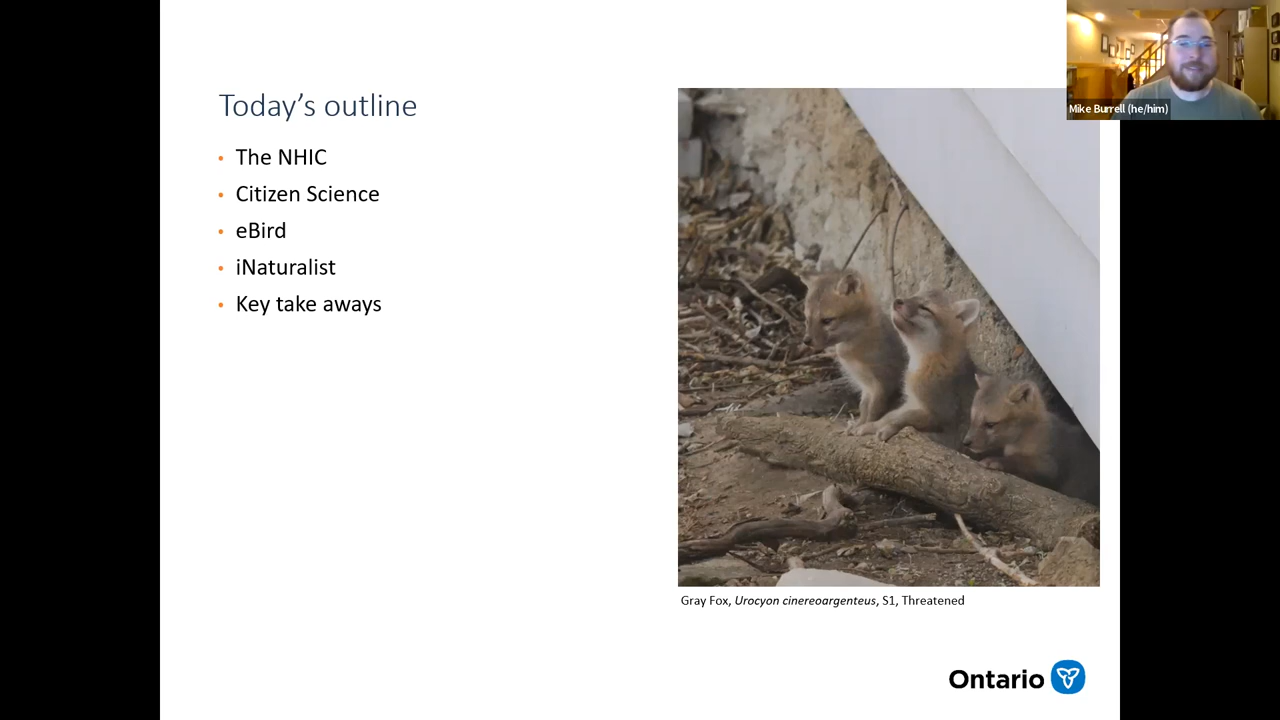 Today's outline
• The NHIC
• Citizen Science
• eBird
• iNaturalist
• Key take aways
Mike Burrell (he/him)
Gray Fox, Urocyon cinereoargenteus, S1, Threatened
Ontario